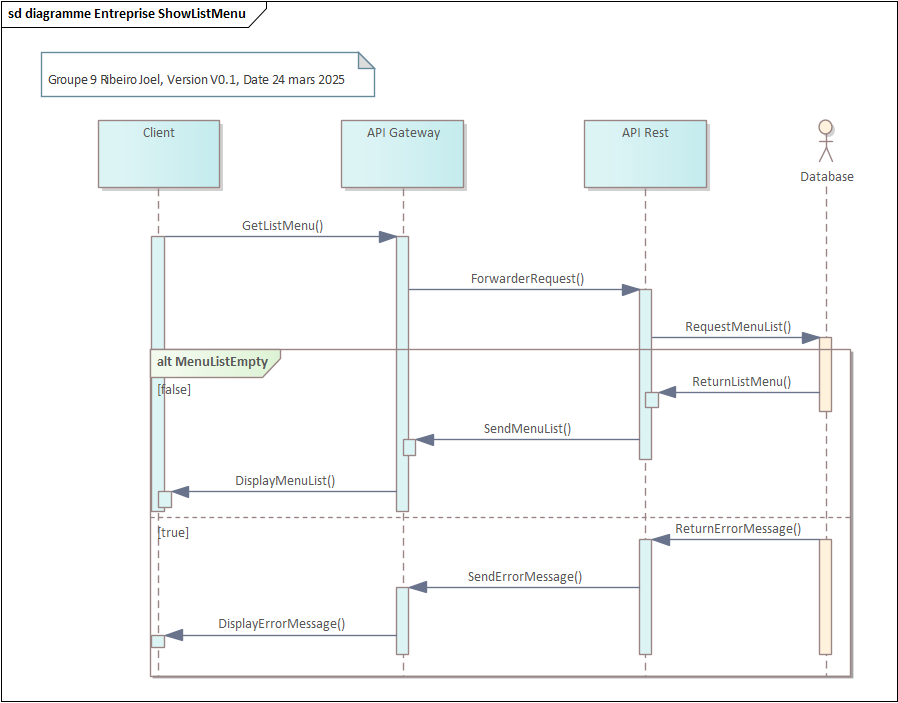 sd diagramme Entreprise ShowListMenu
Groupe 9 Ribeiro Joel, Version V0.1, Date 24 mars 2025
Client
API Gateway
API Rest
Database
GetListMenu()
ForwarderRequest()
RequestMenuList()
alt MenuListEmpty
[false]
ReturnListMenu()
SendMenuList()
DisplayMenuList()
[true]
ReturnErrorMessage()
SendErrorMessage()
DisplayErrorMessage()